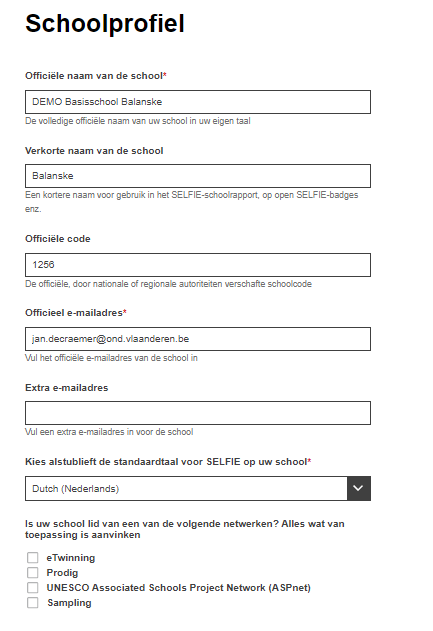 Schoolprofiel
Officiële naam van de school*
DEMO Basisschool Balanske
De volledige officiële naam van uw school in uw eigen taal
Verkorte naam van de school
Balanske
Een kortere naam voor gebruik in het SELFIE-schoolrapport, op open SELFIE-badges
enz.
Officiële code
1256
De officiële, door nationale of regionale autoriteiten verschafte schoolcode
Officieel e-mailadres*
jan.decraemer@ond.vlaanderen.be
Vul het officiële e-mailadres van de school in
Extra e-mailadres
Vul een extra e-mailadres in voor de school
Kies alstublieft de standaardtaal voor SELFIE op uw school*
Dutch (Nederlands)
Is uw school lid van een van de volgende netwerken? Alles wat van
toepassing is aanvinken
eTwinning
Prodig
UNESCO Associated Schools Project Network (ASPnet)
Sampling